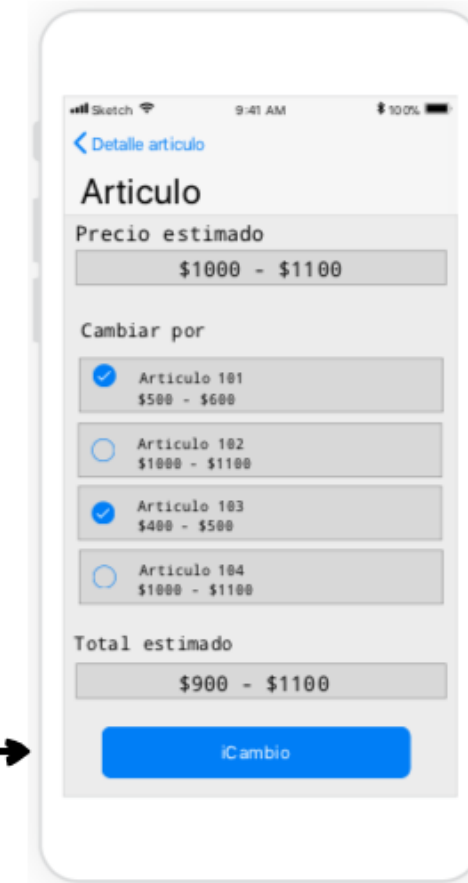 Sketch 9:41 AM 100%
Detalle articulo
Articulo
Precio estimado
$1000 - $1100
Cambiar por
Articulo 101
$500 - $600
Articulo 102
$1000 - $1100
Articulo 103
$400 - $500
Articulo 104
$1000 - $1100
Total estimado
$900 - $1100
iCambio